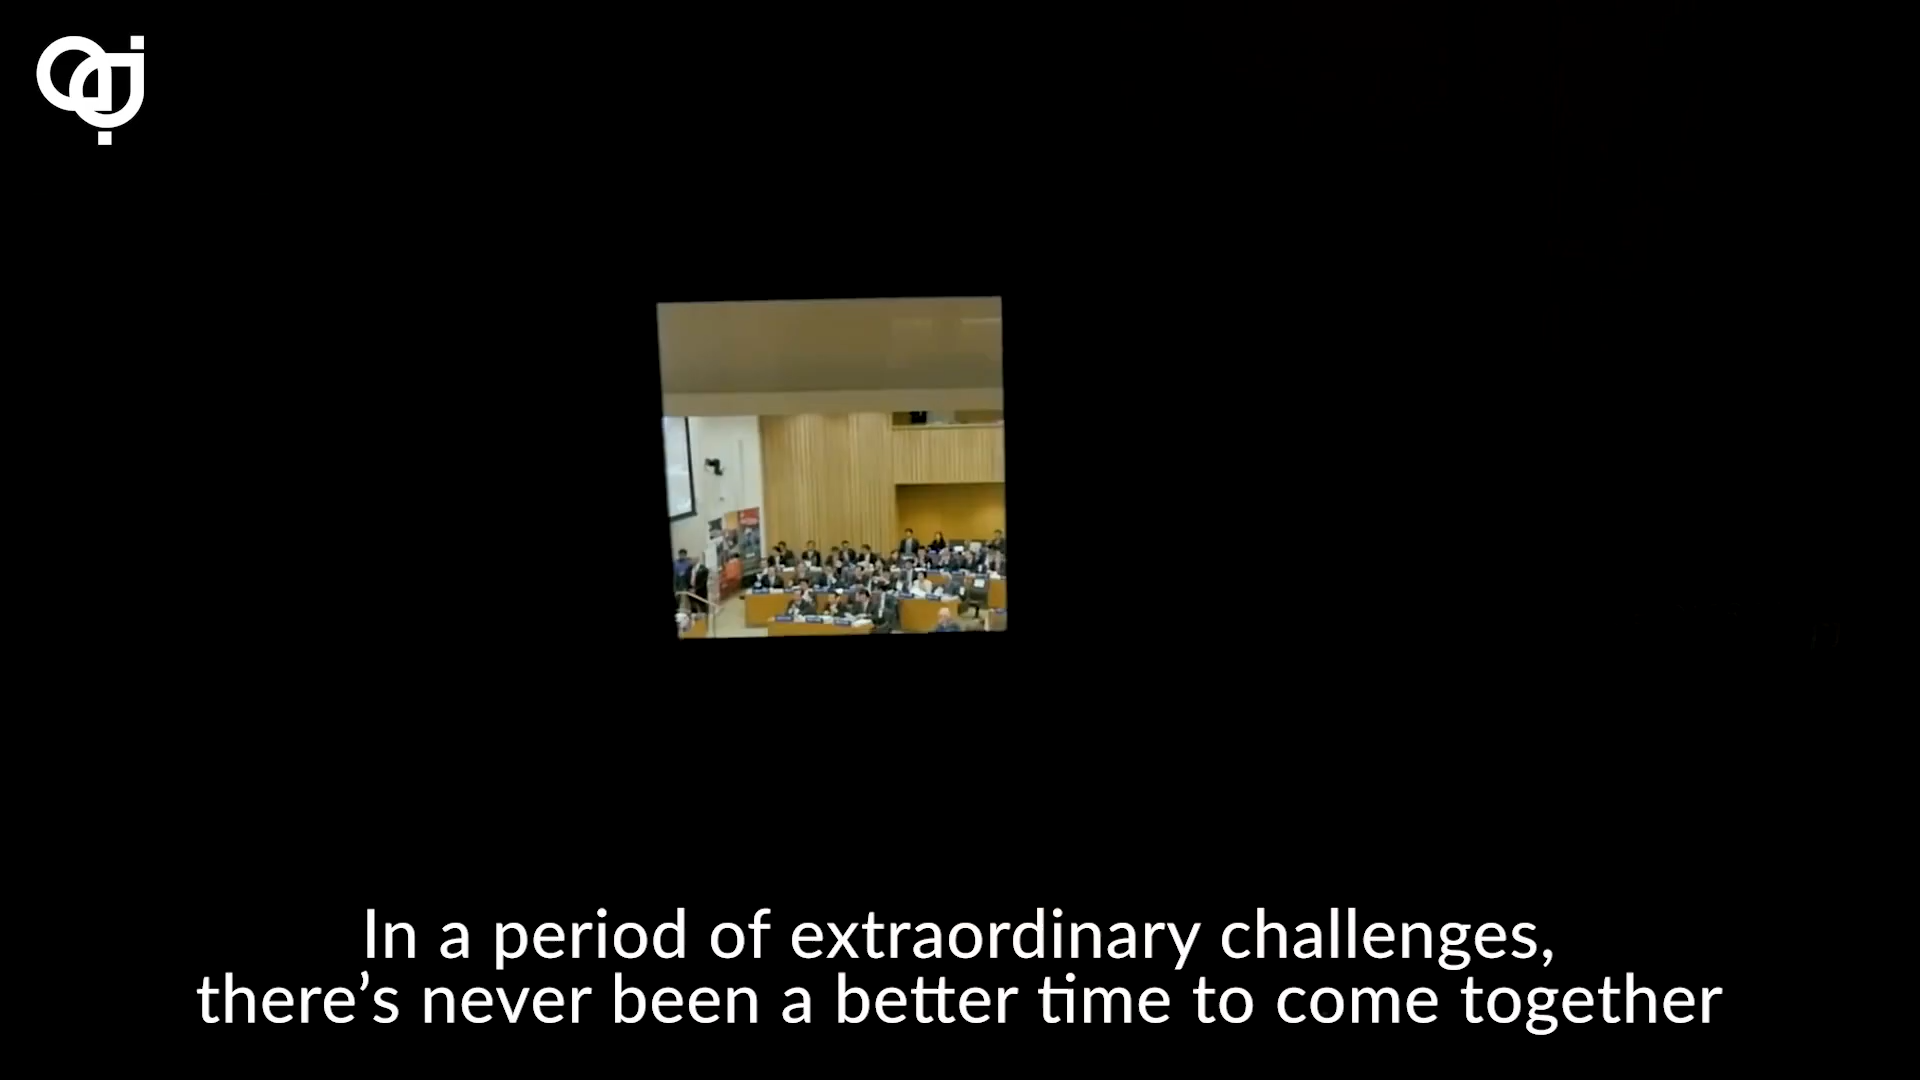 In a period of extraordinary challenges,
there’s never been a better time to come together